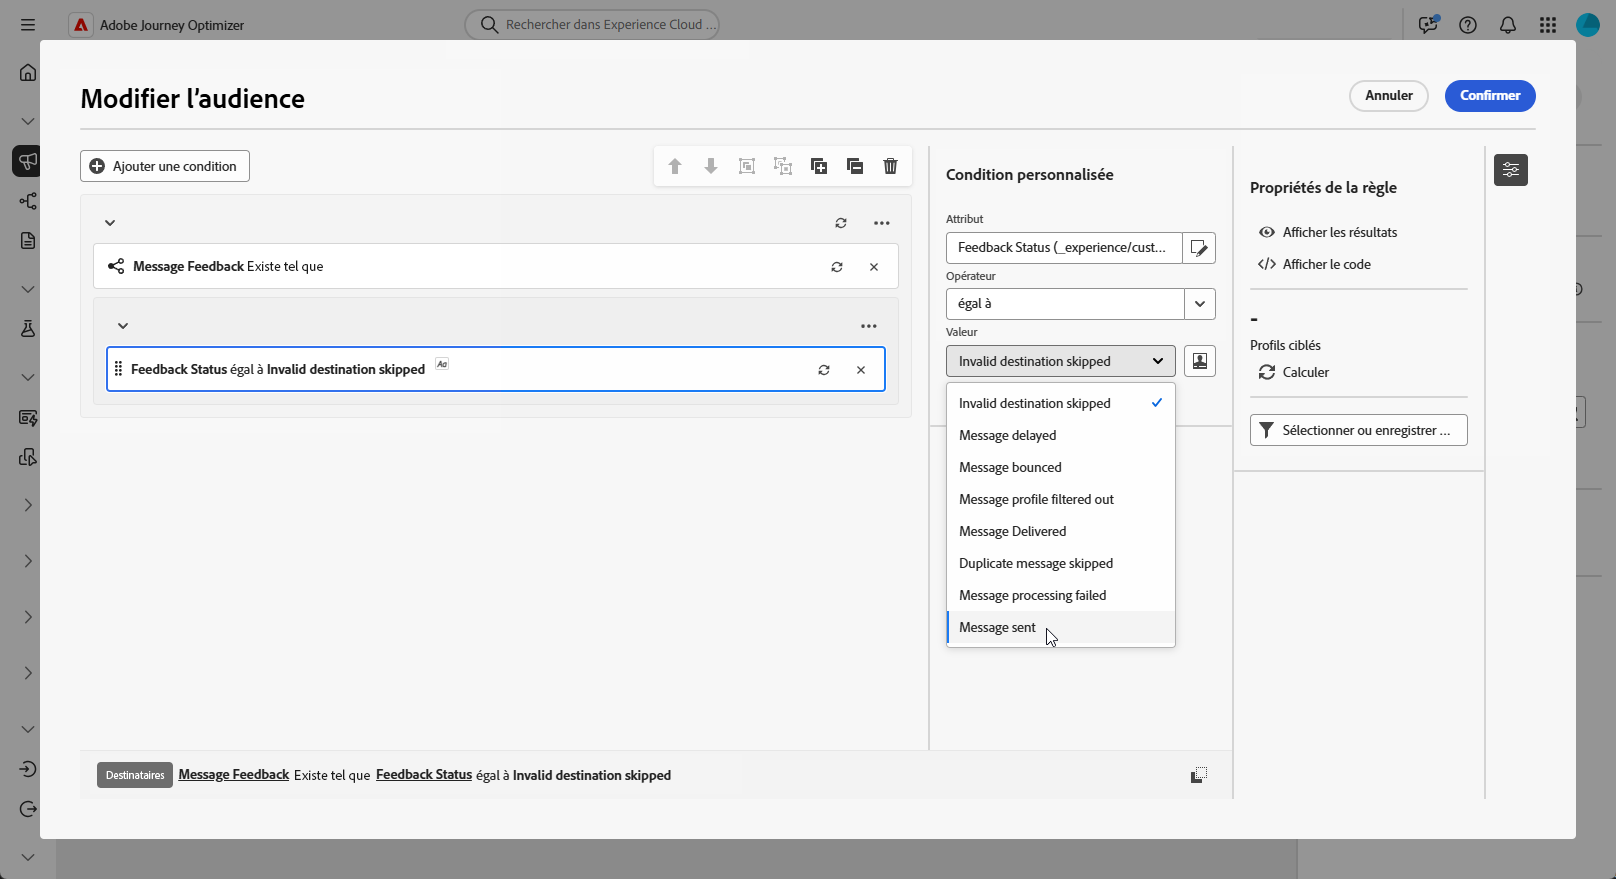 Adobe Journey Optimizer
Rechercher dans Experience Cloud ...
Modifier l'audience
Annuler
Confirmer
Ajouter une condition
Message Feedback Existe tel que
Feedback Status égal à Invalid destination skipped Aa
Condition personnalisée
Attribut
Feedback Status (_experience/cust...
Opérateur
égal à
Valeur
Invalid destination skipped
Invalid destination skipped
Message delayed
Message bounced
Message profile filtered out
Message Delivered
Duplicate message skipped
Message processing failed
Message sent
Propriétés de la règle
Afficher les résultats
</> Afficher le code
-
Profils ciblés
Calculer
Sélectionner ou enregistrer ...
Destinataires Message Feedback Existe tel que Feedback Status égal à Invalid destination skipped